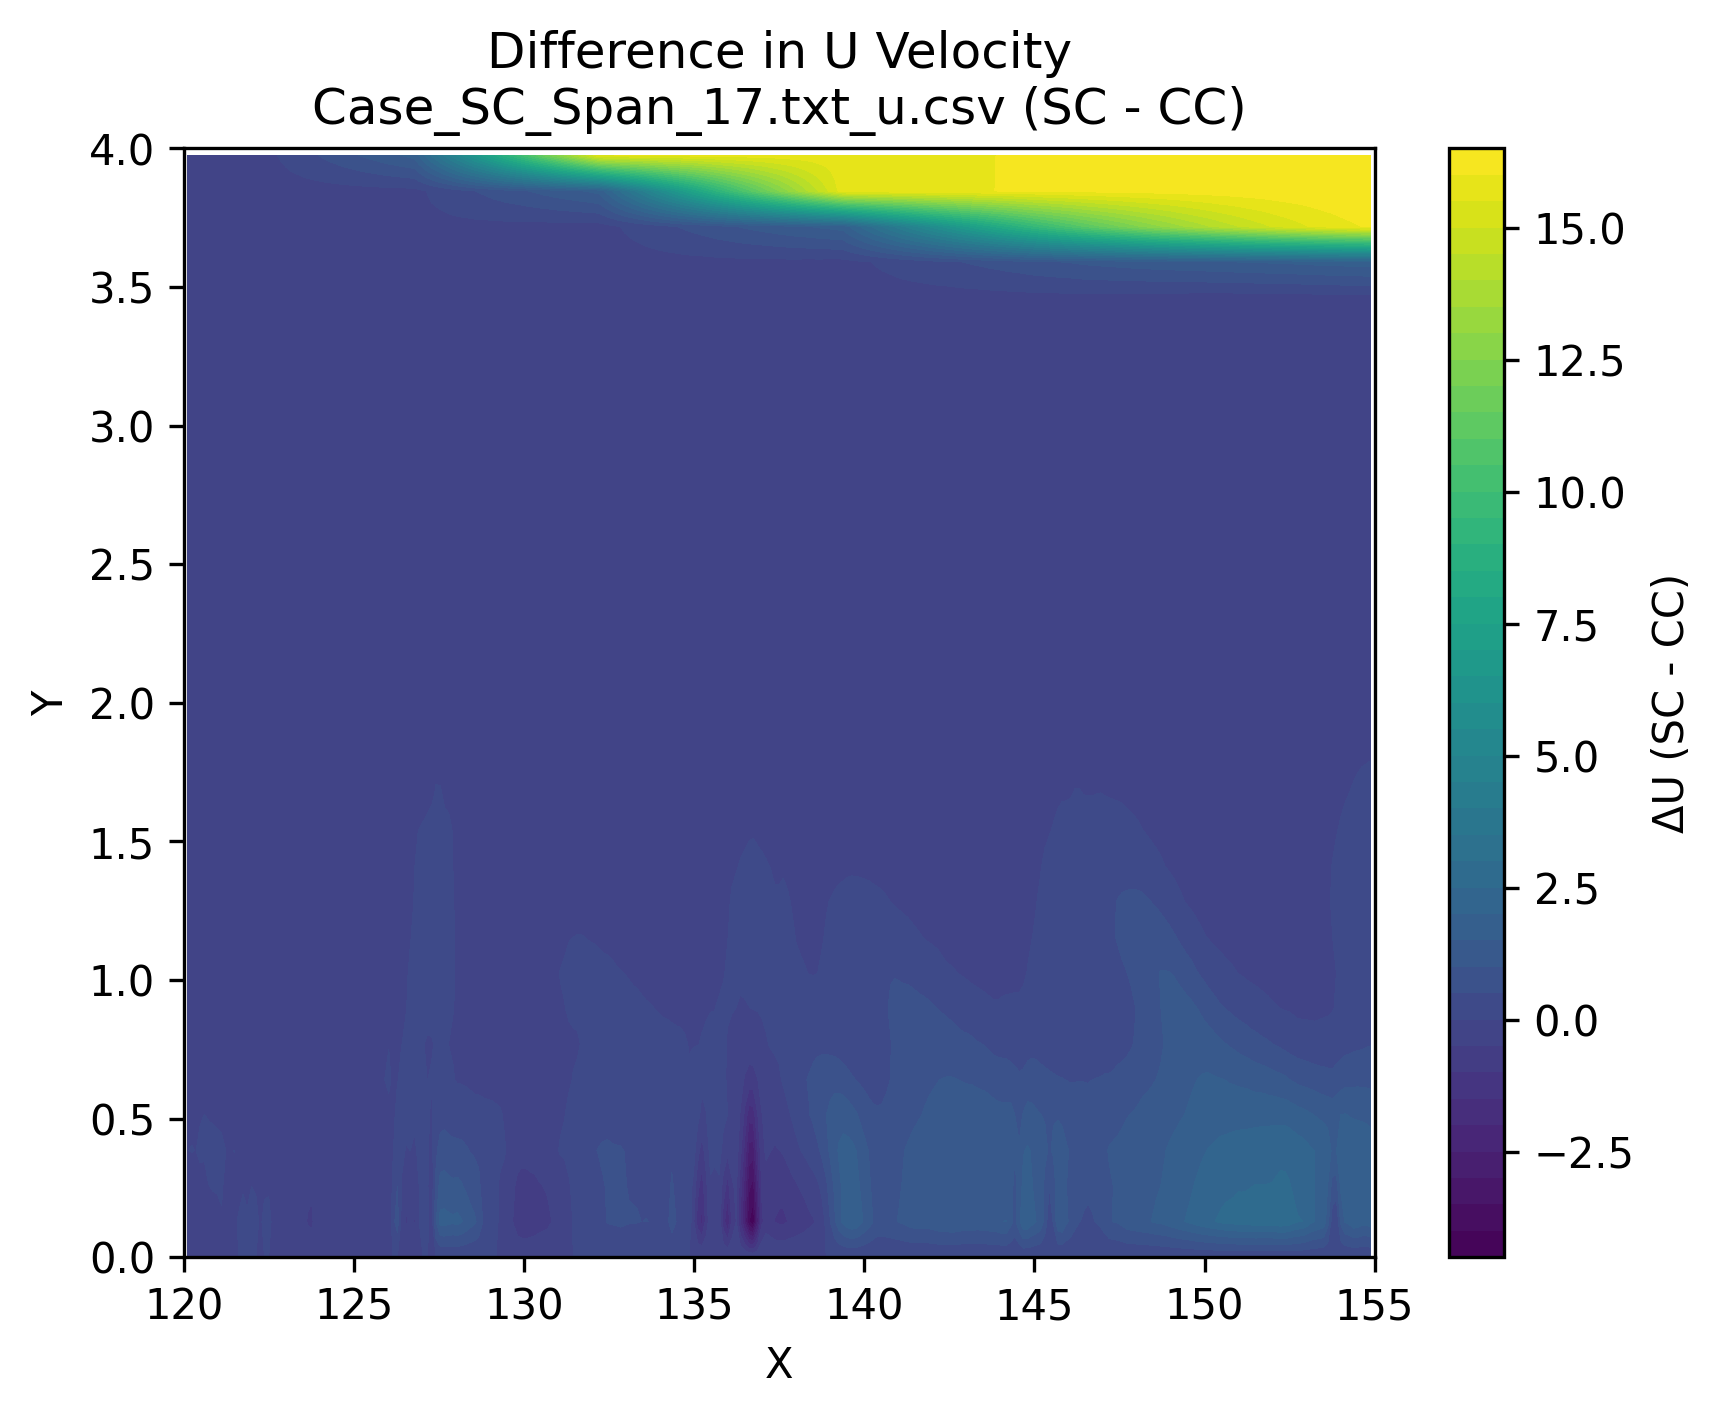 Difference in U Velocity
Case_SC_Span_17.txt_u.csv (SC - CC)
4.0
3.5
3.0
2.5
2.0
1.5
1.0
0.5
0.0
Y
120 125 130 135 140 145 150 155
X
15.0
12.5
10.0
7.5
5.0
2.5
0.0
−2.5
ΔU (SC - CC)